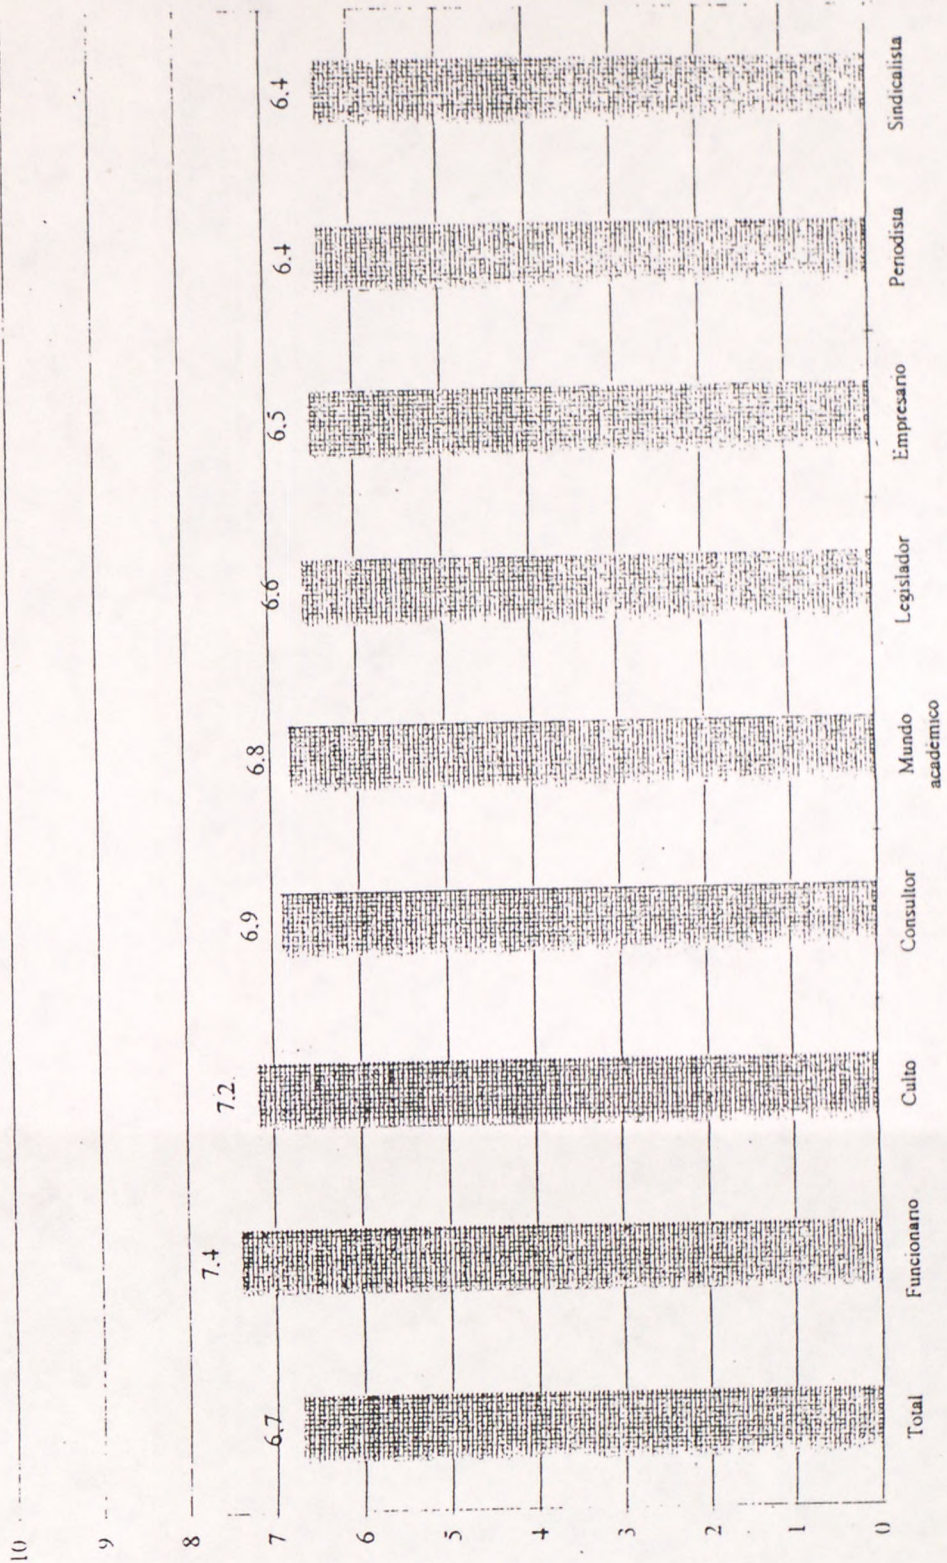 10
9
8
7
6
5
4
3
2
1
0
6.7
7.4
7.2
6.9
6.8
6.6
6.5
6.4
6.4
Total
Funcionario
Culto
Consultor
Mundo
académico
Legislador
Empresario
Periodista
Sindicalista